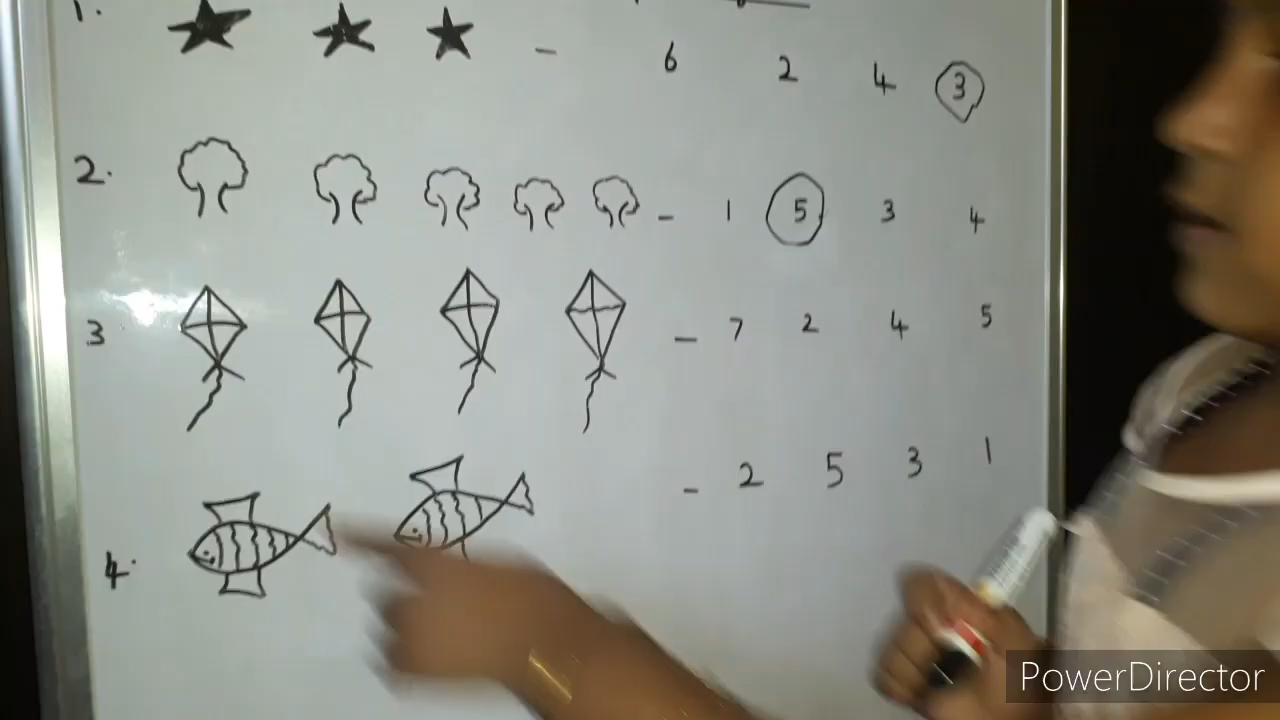 1.
- 6 2 4 3
2.
- 1 5 3 4
3
- 7 2 4 5
- 2 5 3 1
4.
PowerDirector